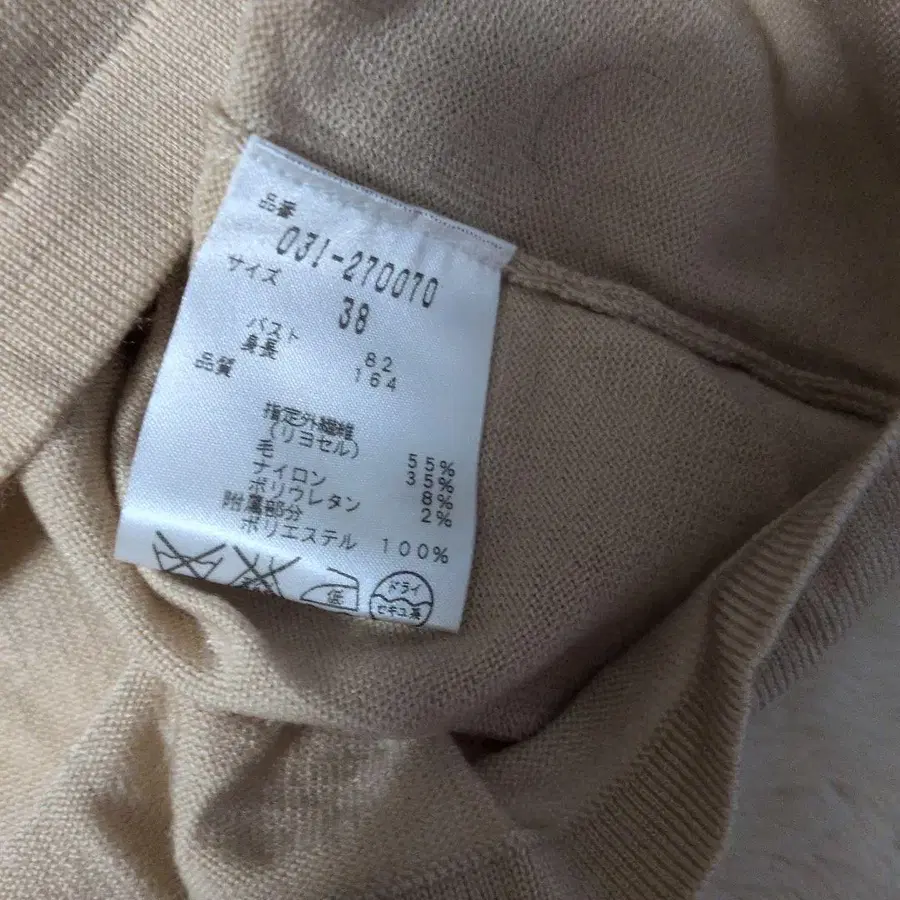 品番
031-270070
サイズ
38
バスト 82
身長 164
品質
指定外繊維
(リヨセル) 55%
毛 35%
ナイロン 8%
ポリウレタン 2%
附属部分
ポリエステル 100%
低
ドライ
セキユ系